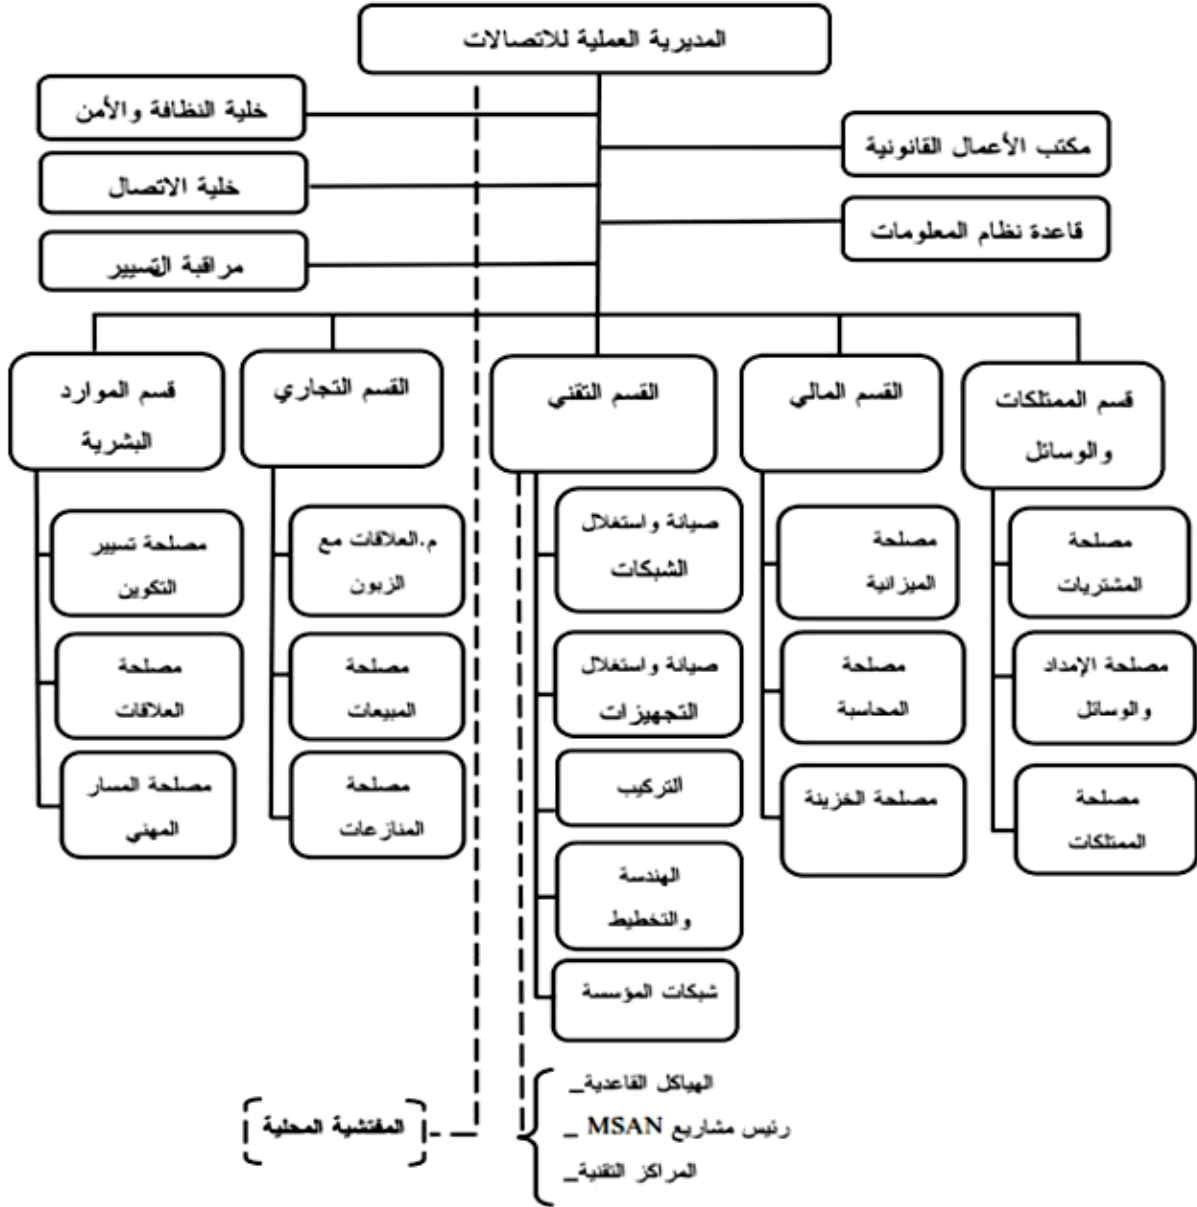 المديرية العملية للاتصالات
مكتب الأعمال القانونية
قاعدة نظام المعلومات
خلية النظافة والأمن
خلية الاتصال
مراقبة التسيير
قسم الممتلكات
والوسائل
مصلحة
المشتريات
مصلحة الإمداد
والوسائل
مصلحة
الممتلكات
القسم المالي
مصلحة
الميزانية
مصلحة
المحاسبة
مصلحة الخزينة
القسم التقني
صيانة واستغلال
الشبكات
صيانة واستغلال
التجهيزات
التركيب
الهندسة
والتخطيط
شبكات المؤسسة
القسم التجاري
م.العلاقات مع
الزبون
مصلحة
المبيعات
مصلحة
المنازعات
قسم الموارد
البشرية
مصلحة تسيير
التكوين
مصلحة
العلاقات
مصلحة المسار
المهني
الهياكل القاعدية_
رئيس مشاريع MSAN _
المراكز التقنية_
المفتشية المحلية